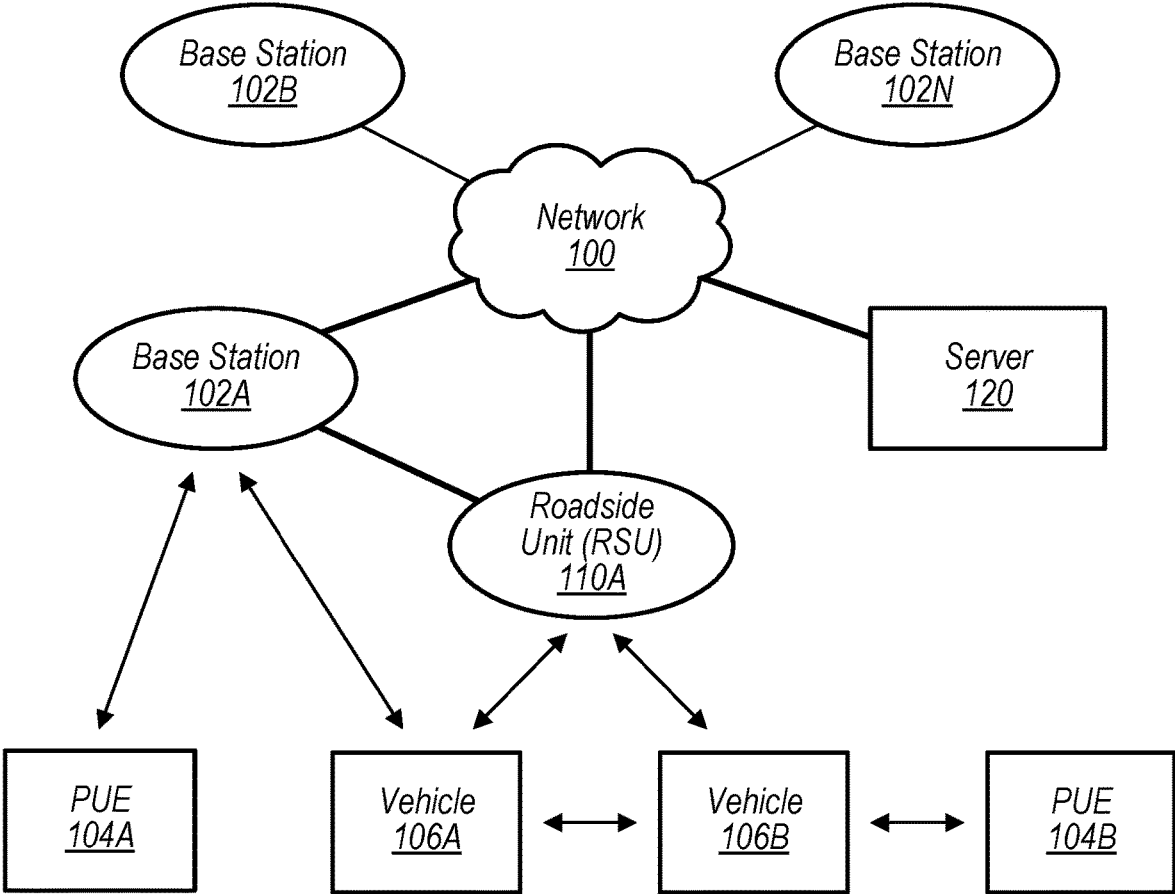 Base Station
102B
Base Station
102N
Network
100
Base Station
102A
Server
120
Roadside
Unit (RSU)
110A
PUE
104A
Vehicle
106A
Vehicle
106B
PUE
104B